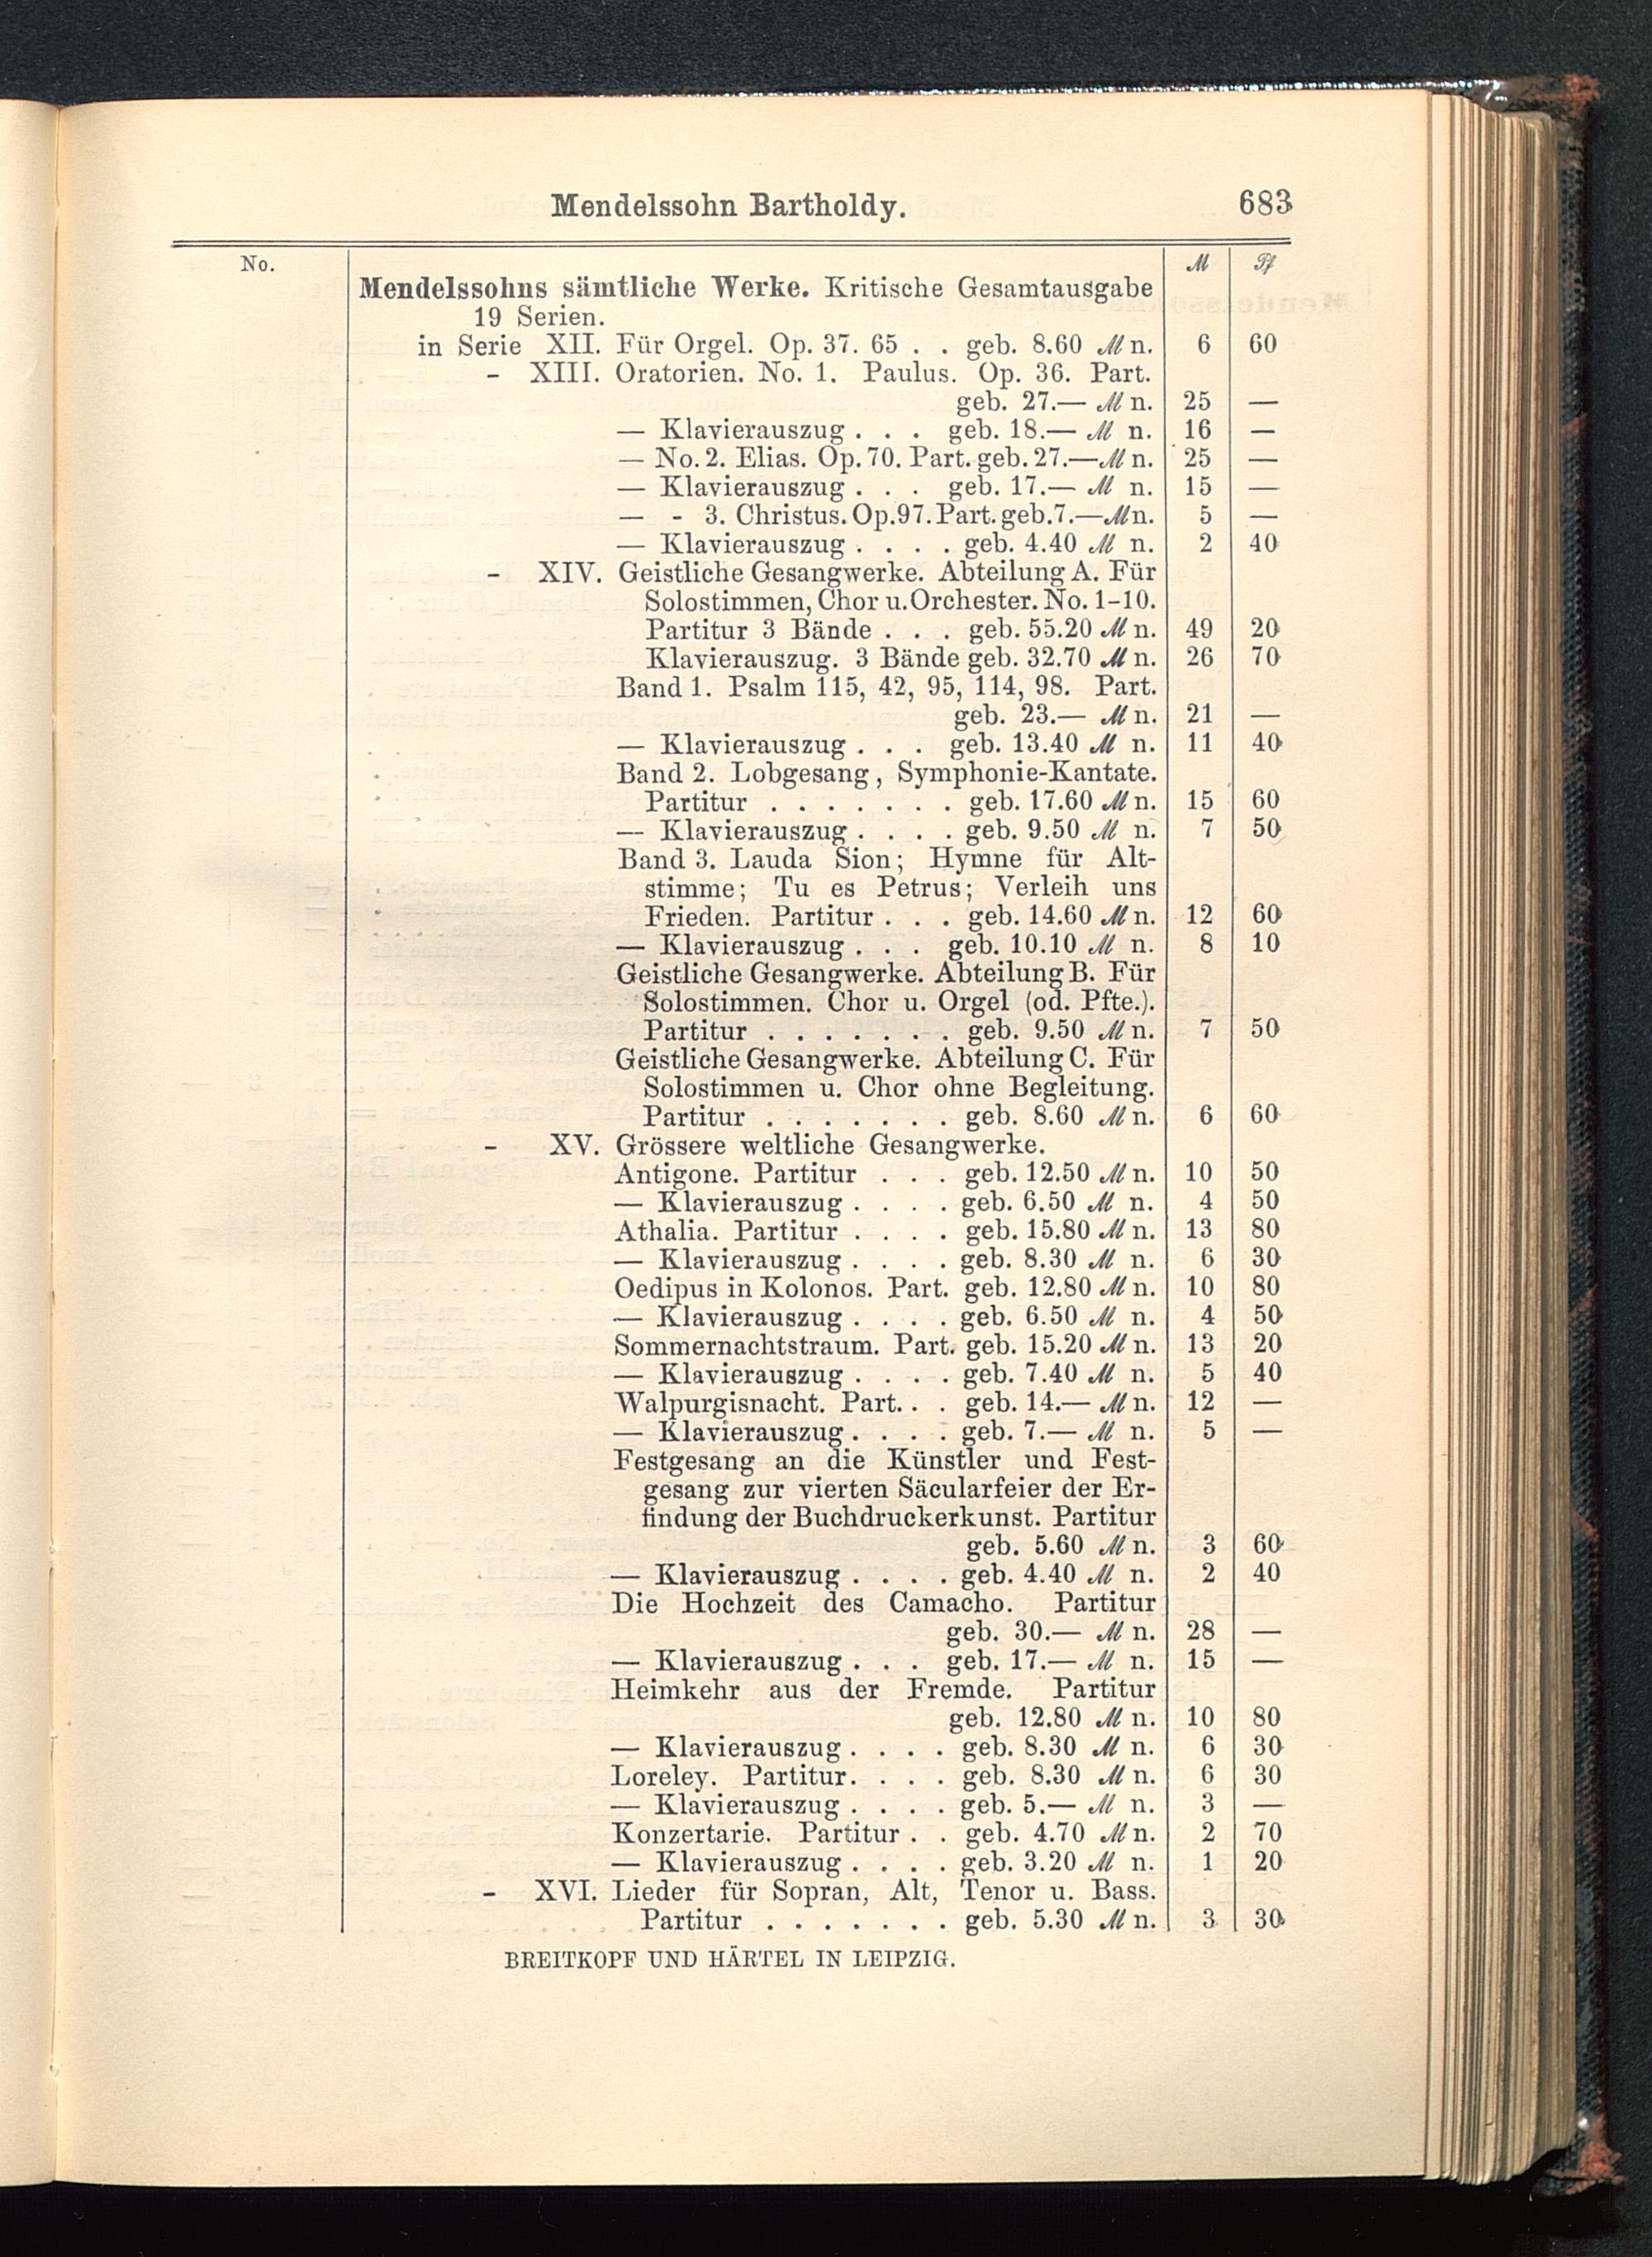 Mendelssohn Bartholdy. 683
No. ℳ ₰
Mendelssohns sämtliche Werke. Kritische Gesamtausgabe
19 Serien.
in Serie XII. Für Orgel. Op. 37. 65 . . geb. 8.60 ℳ n. 6 60
- XIII. Oratorien. No. 1. Paulus. Op. 36. Part.
geb. 27.— ℳ n. 25 —
— Klavierauszug . . . geb. 18.— ℳ n. 16 —
— No. 2. Elias. Op. 70. Part. geb. 27.— ℳ n. 25 —
— Klavierauszug . . . geb. 17.— ℳ n. 15 —
— - 3. Christus. Op. 97. Part. geb. 7.— ℳ n. 5 —
— Klavierauszug . . . . geb. 4.40 ℳ n. 2 40
- XIV. Geistliche Gesangwerke. Abteilung A. Für
Solostimmen, Chor u. Orchester. No. 1-10.
Partitur 3 Bände . . . geb. 55.20 ℳ n. 49 20
Klavierauszug. 3 Bände geb. 32.70 ℳ n. 26 70
Band 1. Psalm 115, 42, 95, 114, 98. Part.
geb. 23.— ℳ n. 21 —
— Klavierauszug . . . geb. 13.40 ℳ n. 11 40
Band 2. Lobgesang, Symphonie-Kantate.
Partitur . . . . . . . geb. 17.60 ℳ n. 15 60
— Klavierauszug . . . . geb. 9.50 ℳ n. 7 50
Band 3. Lauda Sion; Hymne für Alt-
stimme; Tu es Petrus; Verleih uns
Frieden. Partitur . . . geb. 14.60 ℳ n. 12 60
— Klavierauszug . . . geb. 10.10 ℳ n. 8 10
Geistliche Gesangwerke. Abteilung B. Für
Solostimmen. Chor u. Orgel (od. Pfte.).
Partitur . . . . . . . geb. 9.50 ℳ n. 7 50
Geistliche Gesangwerke. Abteilung C. Für
Solostimmen u. Chor ohne Begleitung.
Partitur . . . . . . . geb. 8.60 ℳ n. 6 60
- XV. Grössere weltliche Gesangwerke.
Antigone. Partitur . . . geb. 12.50 ℳ n. 10 50
— Klavierauszug . . . . geb. 6.50 ℳ n. 4 50
Athalia. Partitur . . . . geb. 15.80 ℳ n. 13 80
— Klavierauszug . . . . geb. 8.30 ℳ n. 6 30
Oedipus in Kolonos. Part. geb. 12.80 ℳ n. 10 80
— Klavierauszug . . . . geb. 6.50 ℳ n. 4 50
Sommernachtstraum. Part. geb. 15.20 ℳ n. 13 20
— Klavierauszug . . . . geb. 7.40 ℳ n. 5 40
Walpurgisnacht. Part. . . geb. 14.— ℳ n. 12 —
— Klavierauszug . . . . geb. 7.— ℳ n. 5 —
Festgesang an die Künstler und Fest-
gesang zur vierten Säcularfeier der Er-
findung der Buchdruckerkunst. Partitur
geb. 5.60 ℳ n. 3 60
— Klavierauszug . . . . geb. 4.40 ℳ n. 2 40
Die Hochzeit des Camacho. Partitur
geb. 30.— ℳ n. 28 —
— Klavierauszug . . . geb. 17.— ℳ n. 15 —
Heimkehr aus der Fremde. Partitur
geb. 12.80 ℳ n. 10 80
— Klavierauszug . . . . geb. 8.30 ℳ n. 6 30
Loreley. Partitur. . . . geb. 8.30 ℳ n. 6 30
— Klavierauszug . . . . geb. 5.— ℳ n. 3 —
Konzertarie. Partitur . . geb. 4.70 ℳ n. 2 70
— Klavierauszug . . . . geb. 3.20 ℳ n. 1 20
- XVI. Lieder für Sopran, Alt, Tenor u. Bass.
Partitur . . . . . . . geb. 5.30 ℳ n. 3 30
BREITKOPF UND HÄRTEL IN LEIPZIG.